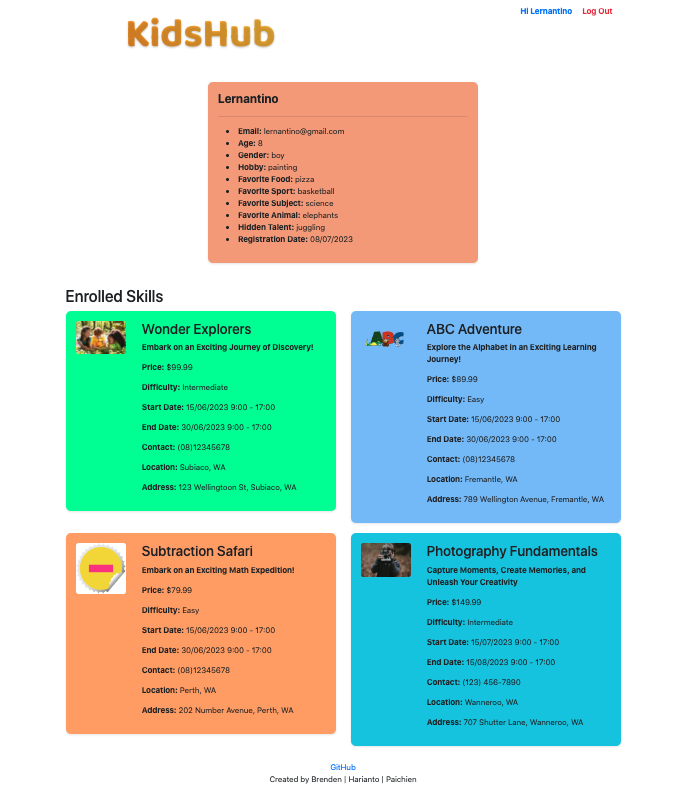 KidsHub
Hi Lernantino Log Out
Lernantino
Email: lernantino@gmail.com
Age: 8
Gender: boy
Hobby: painting
Favorite Food: pizza
Favorite Sport: basketball
Favorite Subject: science
Favorite Animal: elephants
Hidden Talent: juggling
Registration Date: 08/07/2023
Enrolled Skills
Wonder Explorers
Embark on an Exciting Journey of Discovery!
Price: $99.99
Difficulty: Intermediate
Start Date: 15/06/2023 9:00 - 17:00
End Date: 30/06/2023 9:00 - 17:00
Contact: (08)12345678
Location: Subiaco, WA
Address: 123 Wellingtoon St, Subiaco, WA
ABC
ABC Adventure
Explore the Alphabet in an Exciting Learning
Journey!
Price: $89.99
Difficulty: Easy
Start Date: 15/06/2023 9:00 - 17:00
End Date: 30/06/2023 9:00 - 17:00
Contact: (08)12345678
Location: Fremantle, WA
Address: 789 Wellington Avenue, Fremantle, WA
Subtraction Safari
Embark on an Exciting Math Expedition!
Price: $79.99
Difficulty: Easy
Start Date: 15/06/2023 9:00 - 17:00
End Date: 30/06/2023 9:00 - 17:00
Contact: (08)12345678
Location: Perth, WA
Address: 202 Number Avenue, Perth, WA
Photography Fundamentals
Capture Moments, Create Memories, and
Unleash Your Creativity
Price: $149.99
Difficulty: Intermediate
Start Date: 15/07/2023 9:00 - 17:00
End Date: 15/08/2023 9:00 - 17:00
Contact: (123) 456-7890
Location: Wanneroo, WA
Address: 707 Shutter Lane, Wanneroo, WA
GitHub
Created by Brenden | Harianto | Paichien